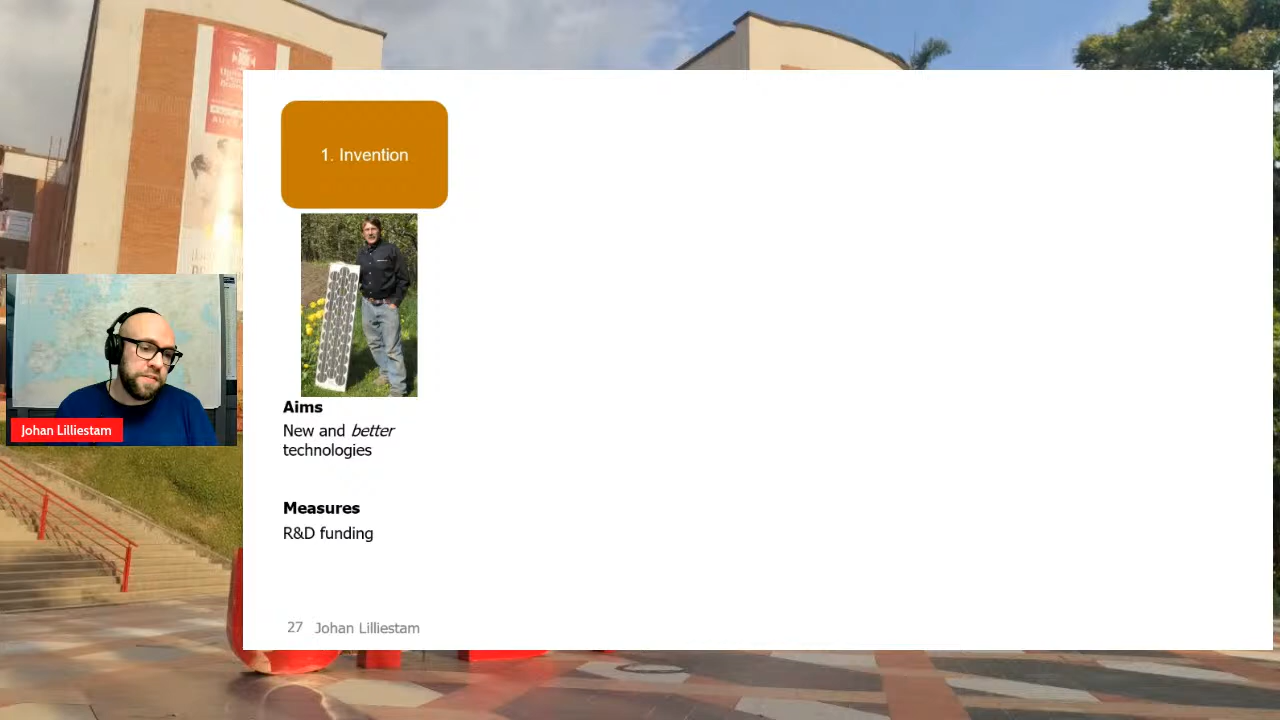 1. Invention
Aims
New and better
technologies
Measures
R&D funding
27 Johan Lilliestam
Johan Lilliestam